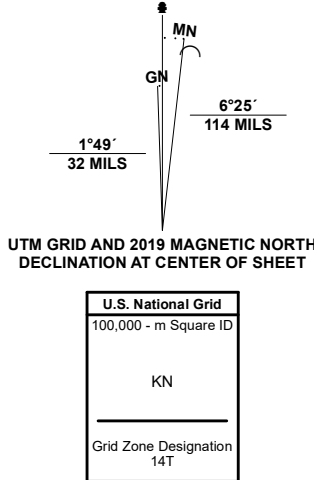 MN
GN
6°25´
114 MILS
1°49´
32 MILS
UTM GRID AND 2019 MAGNETIC NORTH
DECLINATION AT CENTER OF SHEET
U.S. National Grid
100,000 - m Square ID
KN
Grid Zone Designation
14T